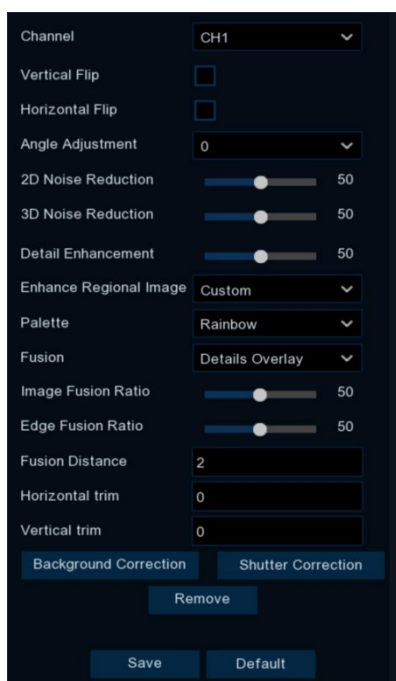 Channel CH1
Vertical Flip
Horizontal Flip
Angle Adjustment 0
2D Noise Reduction 50
3D Noise Reduction 50
Detail Enhancement 50
Enhance Regional Image Custom
Palette Rainbow
Fusion Details Overlay
Image Fusion Ratio 50
Edge Fusion Ratio 50
Fusion Distance 2
Horizontal trim 0
Vertical trim 0
Background Correction Shutter Correction
Remove
Save Default